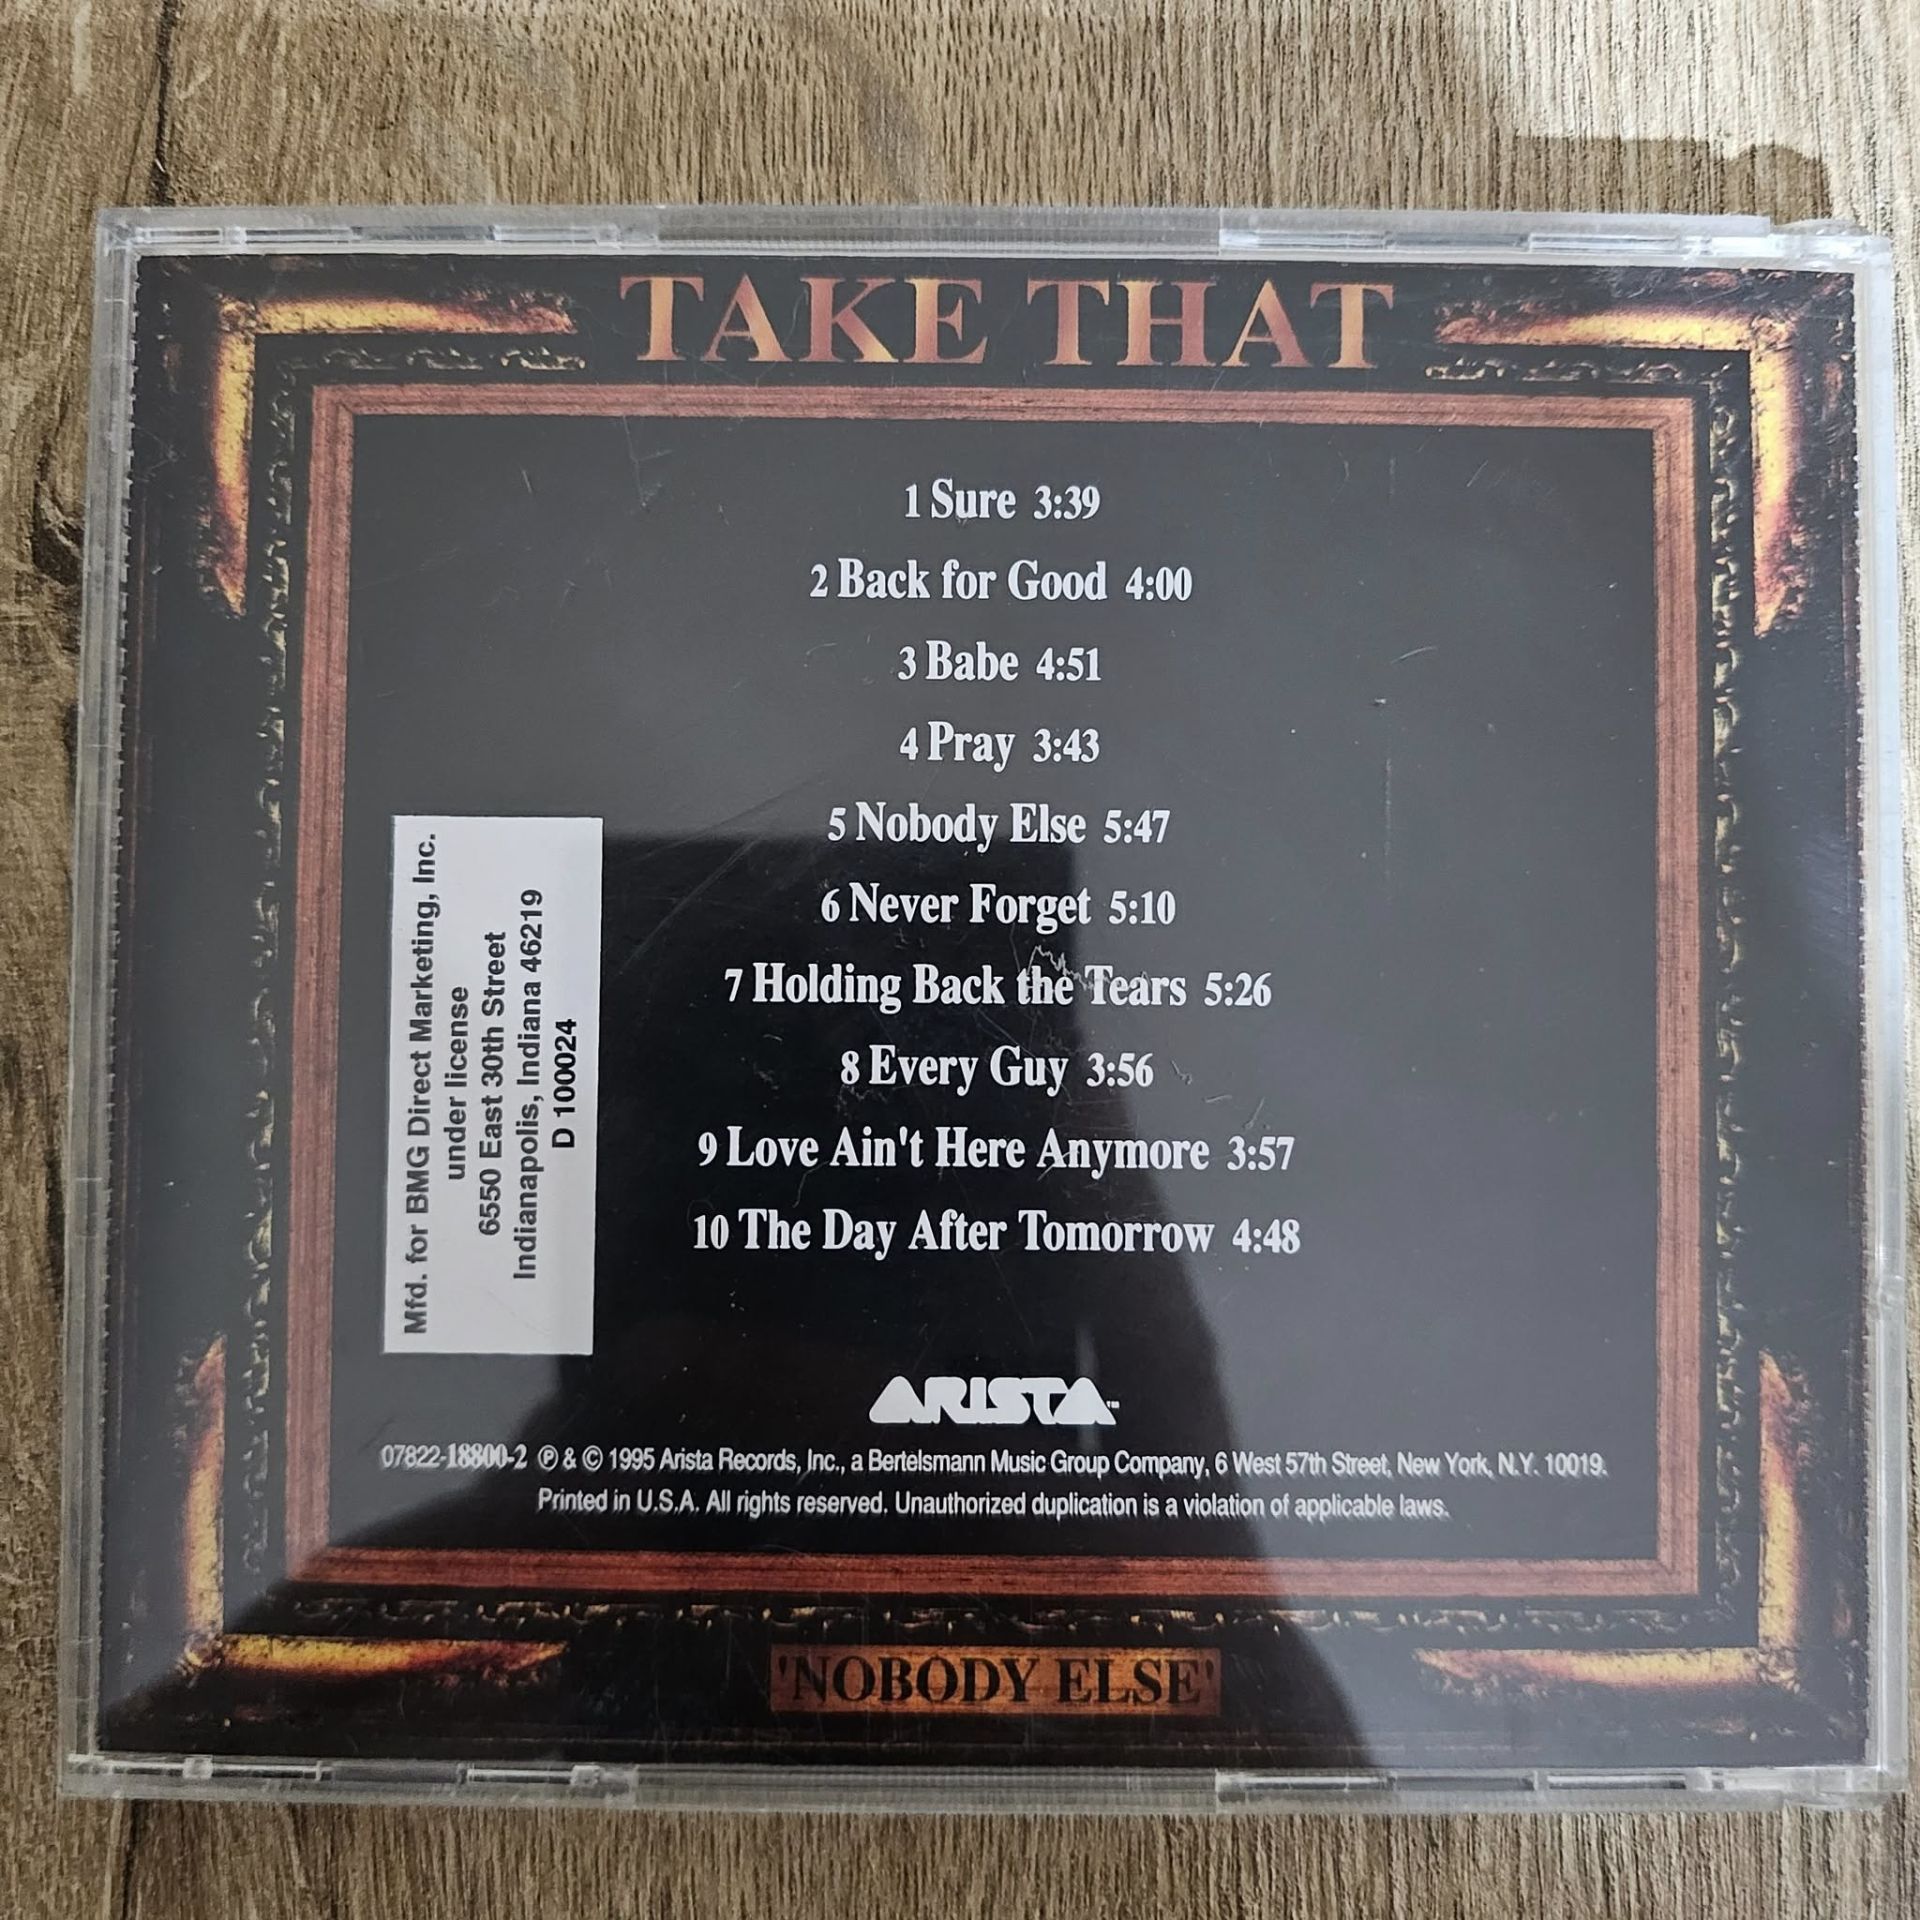 TAKE THAT
1 Sure 3:39
2 Back for Good 4:00
3 Babe 4:51
4 Pray 3:43
5 Nobody Else 5:47
6 Never Forget 5:10
7 Holding Back the Tears 5:26
8 Every Guy 3:56
9 Love Ain't Here Anymore 3:57
10 The Day After Tomorrow 4:48
Mfd. for BMG Direct Marketing, Inc.
under license
6550 East 30th Street
Indianapolis, Indiana 46219
D 100024
ARISTA™
07822-18800-2 ℗ & © 1995 Arista Records, Inc., a Bertelsmann Music Group Company, 6 West 57th Street, New York, N.Y. 10019.
Printed in U.S.A. All rights reserved. Unauthorized duplication is a violation of applicable laws.
'NOBODY ELSE'